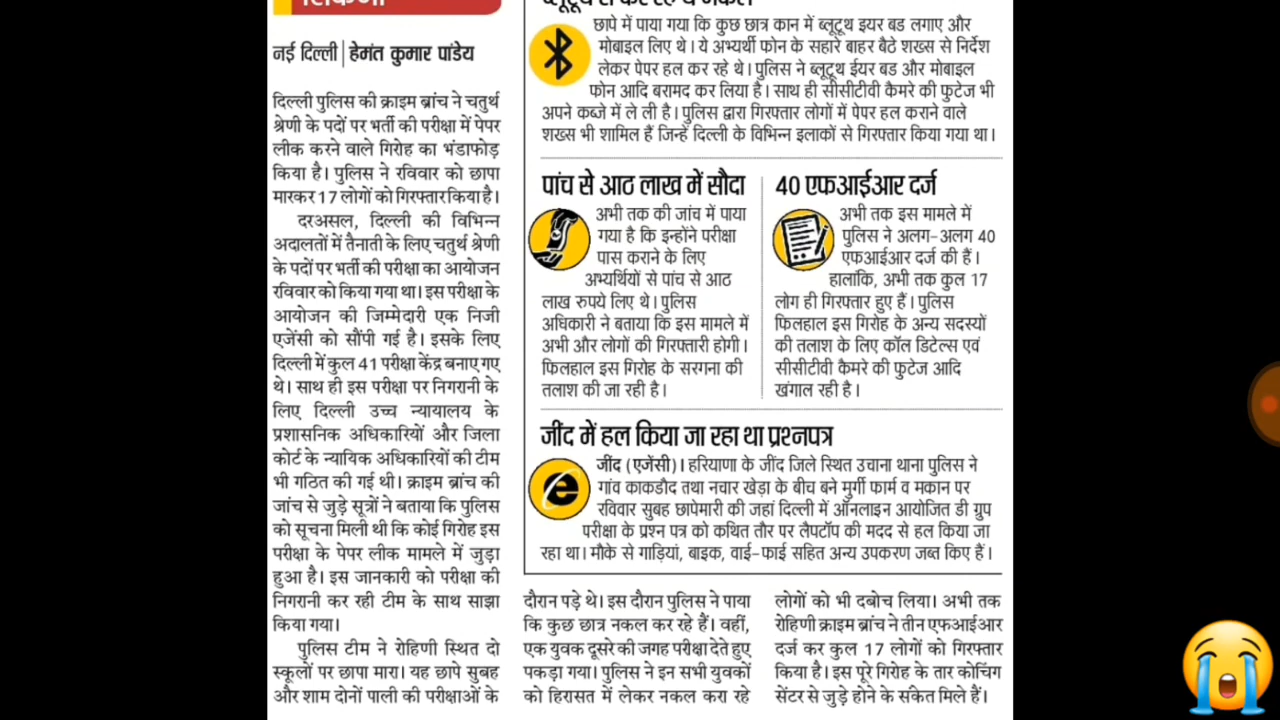 शिकंजा
नई दिल्ली | हेमंत कुमार पांडेय
दिल्ली पुलिस की क्राइम ब्रांच ने चतुर्थ
श्रेणी के पदों पर भर्ती की परीक्षा में पेपर
लीक करने वाले गिरोह का भंडाफोड़
किया है। पुलिस ने रविवार को छापा
मारकर 17 लोगों को गिरफ्तार किया है।
दरअसल, दिल्ली की विभिन्न
अदालतों में तैनाती के लिए चतुर्थ श्रेणी
के पदों पर भर्ती की परीक्षा का आयोजन
रविवार को किया गया था। इस परीक्षा के
आयोजन की जिम्मेदारी एक निजी
एजेंसी को सौंपी गई है। इसके लिए
दिल्ली में कुल 41 परीक्षा केंद्र बनाए गए
थे। साथ ही इस परीक्षा पर निगरानी के
लिए दिल्ली उच्च न्यायालय के
प्रशासनिक अधिकारियों और जिला
कोर्ट के न्यायिक अधिकारियों की टीम
भी गठित की गई थी। क्राइम ब्रांच की
जांच से जुड़े सूत्रों ने बताया कि पुलिस
को सूचना मिली थी कि कोई गिरोह इस
परीक्षा के पेपर लीक मामले में जुड़ा
हुआ है। इस जानकारी को परीक्षा की
निगरानी कर रही टीम के साथ साझा
किया गया।
पुलिस टीम ने रोहिणी स्थित दो
स्कूलों पर छापा मारा। यह छापे सुबह
और शाम दोनों पाली की परीक्षाओं के
ब्लूटूथ से कर रहे थे नकल
छापे में पाया गया कि कुछ छात्र कान में ब्लूटूथ इयर बड लगाए और
मोबाइल लिए थे। ये अभ्यर्थी फोन के सहारे बाहर बैठे शख्स से निर्देश
लेकर पेपर हल कर रहे थे। पुलिस ने ब्लूटूथ ईयर बड और मोबाइल
फोन आदि बरामद कर लिया है। साथ ही सीसीटीवी कैमरे की फुटेज भी
अपने कब्जे में ले ली है। पुलिस द्वारा गिरफ्तार लोगों में पेपर हल कराने वाले
शख्स भी शामिल हैं जिन्हें दिल्ली के विभिन्न इलाकों से गिरफ्तार किया गया था।
पांच से आठ लाख में सौदा
अभी तक की जांच में पाया
गया है कि इन्होंने परीक्षा
पास कराने के लिए
अभ्यर्थियों से पांच से आठ
लाख रुपये लिए थे। पुलिस
अधिकारी ने बताया कि इस मामले में
अभी और लोगों की गिरफ्तारी होगी।
फिलहाल इस गिरोह के सरगना की
तलाश की जा रही है।
40 एफआईआर दर्ज
अभी तक इस मामले में
पुलिस ने अलग-अलग 40
एफआईआर दर्ज की हैं।
हालांकि, अभी तक कुल 17
लोग ही गिरफ्तार हुए हैं। पुलिस
फिलहाल इस गिरोह के अन्य सदस्यों
की तलाश के लिए कॉल डिटेल्स एवं
सीसीटीवी कैमरे की फुटेज आदि
खंगाल रही है।
जींद में हल किया जा रहा था प्रश्नपत्र
जींद (एजेंसी)। हरियाणा के जींद जिले स्थित उचाना थाना पुलिस ने
गांव काकडौद तथा नचार खेड़ा के बीच बने मुर्गी फार्म व मकान पर
रविवार सुबह छापेमारी की जहां दिल्ली में ऑनलाइन आयोजित डी ग्रुप
परीक्षा के प्रश्न पत्र को कथित तौर पर लैपटॉप की मदद से हल किया जा
रहा था। मौके से गाड़ियां, बाइक, वाई-फाई सहित अन्य उपकरण जब्त किए हैं।
दौरान पड़े थे। इस दौरान पुलिस ने पाया
कि कुछ छात्र नकल कर रहे हैं। वहीं,
एक युवक दूसरे की जगह परीक्षा देते हुए
पकड़ा गया। पुलिस ने इन सभी युवकों
को हिरासत में लेकर नकल करा रहे
लोगों को भी दबोच लिया। अभी तक
रोहिणी क्राइम ब्रांच ने तीन एफआईआर
दर्ज कर कुल 17 लोगों को गिरफ्तार
किया है। इस पूरे गिरोह के तार कोचिंग
सेंटर से जुड़े होने के संकेत मिले हैं।